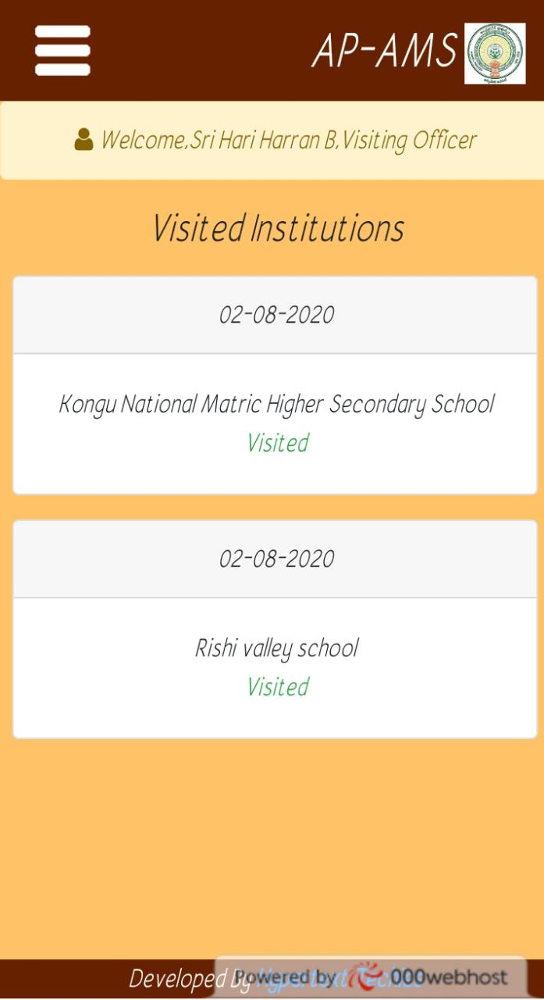 AP-AMS
Welcome,Sri Hari Harran B,Visiting Officer
Visited Institutions
02-08-2020
Kongu National Matric Higher Secondary School
Visited
02-08-2020
Rishi valley school
Visited
Developed By Hypertext
Powered by 000webhost